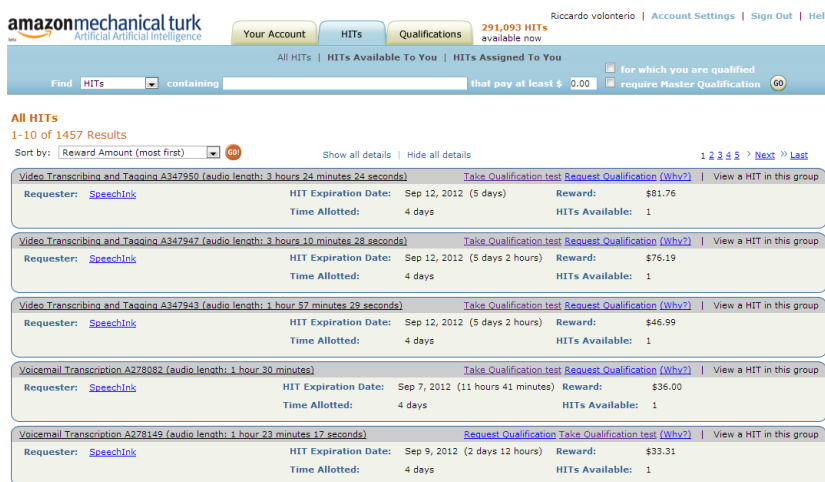 Riccardo volonterio | Account Settings | Sign Out | Hel
amazonmechanical turk
beta Artificial Artificial Intelligence
Your Account HITs Qualifications 291,093 HITs available now
All HITs | HITs Available To You | HITs Assigned To You
Find HITs containing that pay at least $ 0.00 for which you are qualified
require Master Qualification GO
All HITs
1-10 of 1457 Results
Sort by: Reward Amount (most first) GO! Show all details | Hide all details 1 2 3 4 5 > Next >> Last
Video Transcribing and Tagging A347950 (audio length: 3 hours 24 minutes 24 seconds) Take Qualification test Request Qualification (Why?) | View a HIT in this group
Requester: SpeechInk HIT Expiration Date: Sep 12, 2012 (5 days) Reward: $81.76
Time Allotted: 4 days HITs Available: 1
Video Transcribing and Tagging A347947 (audio length: 3 hours 10 minutes 28 seconds) Take Qualification test Request Qualification (Why?) | View a HIT in this group
Requester: SpeechInk HIT Expiration Date: Sep 12, 2012 (5 days 2 hours) Reward: $76.19
Time Allotted: 4 days HITs Available: 1
Video Transcribing and Tagging A347943 (audio length: 1 hour 57 minutes 29 seconds) Take Qualification test Request Qualification (Why?) | View a HIT in this group
Requester: SpeechInk HIT Expiration Date: Sep 12, 2012 (5 days 2 hours) Reward: $46.99
Time Allotted: 4 days HITs Available: 1
Voicemail Transcription A278082 (audio length: 1 hour 30 minutes) Take Qualification test Request Qualification (Why?) | View a HIT in this group
Requester: SpeechInk HIT Expiration Date: Sep 7, 2012 (11 hours 41 minutes) Reward: $36.00
Time Allotted: 4 days HITs Available: 1
Voicemail Transcription A278149 (audio length: 1 hour 23 minutes 17 seconds) Request Qualification Take Qualification test (Why?) | View a HIT in this group
Requester: SpeechInk HIT Expiration Date: Sep 9, 2012 (2 days 12 hours) Reward: $33.31
Time Allotted: 4 days HITs Available: 1